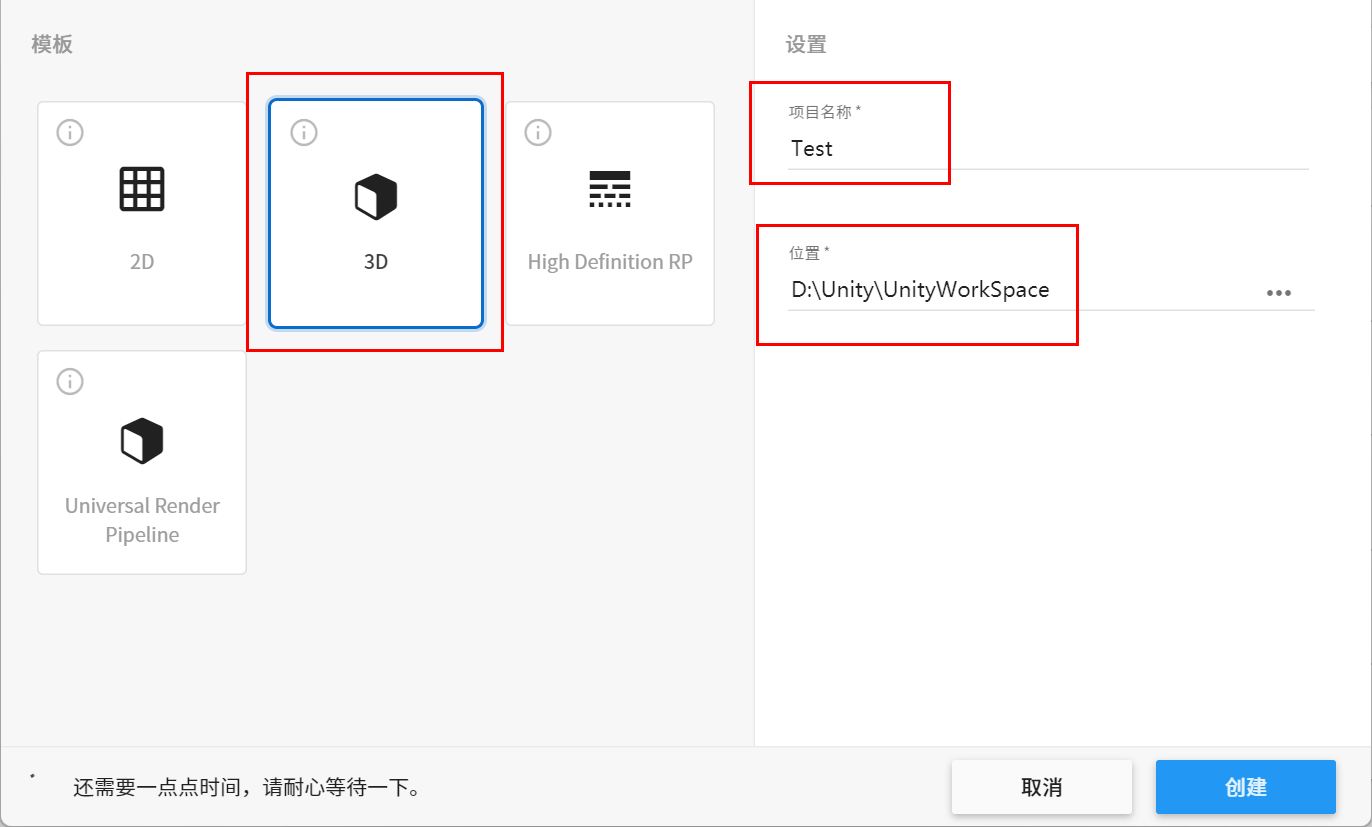 模板
2D
3D
High Definition RP
Universal Render
Pipeline
设置
项目名称 *
Test
位置 *
D:\Unity\UnityWorkSpace
还需要一点点时间，请耐心等待一下。
取消
创建